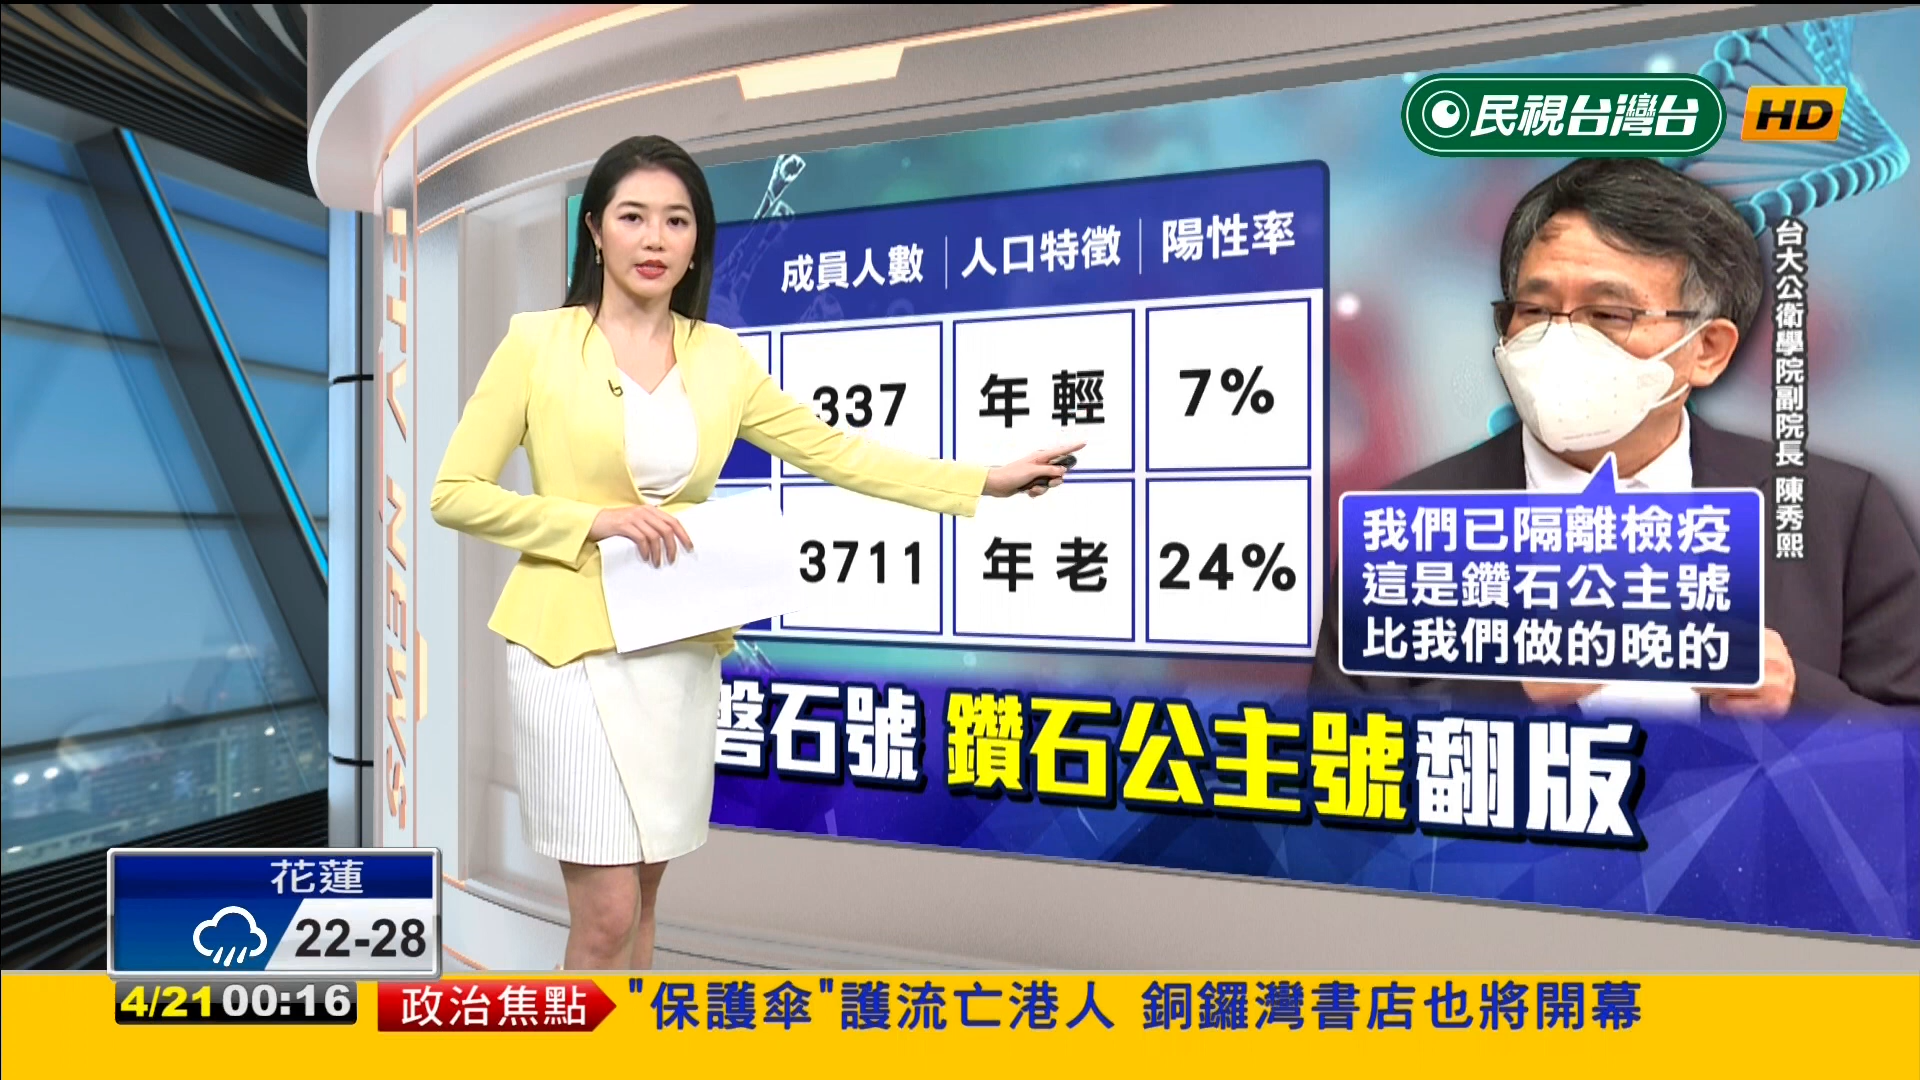 民視台灣台
HD
FTV NEWS
成員人數 人口特徵 陽性率
337 年輕 7%
3711 年老 24%
台大公衛學院副院長 陳秀熙
我們已隔離檢疫
這是鑽石公主號
比我們做的晚的
磐石號 鑽石公主號翻版
花蓮
22-28
4/21 00:16
政治焦點
"保護傘"護流亡港人 銅鑼灣書店也將開幕